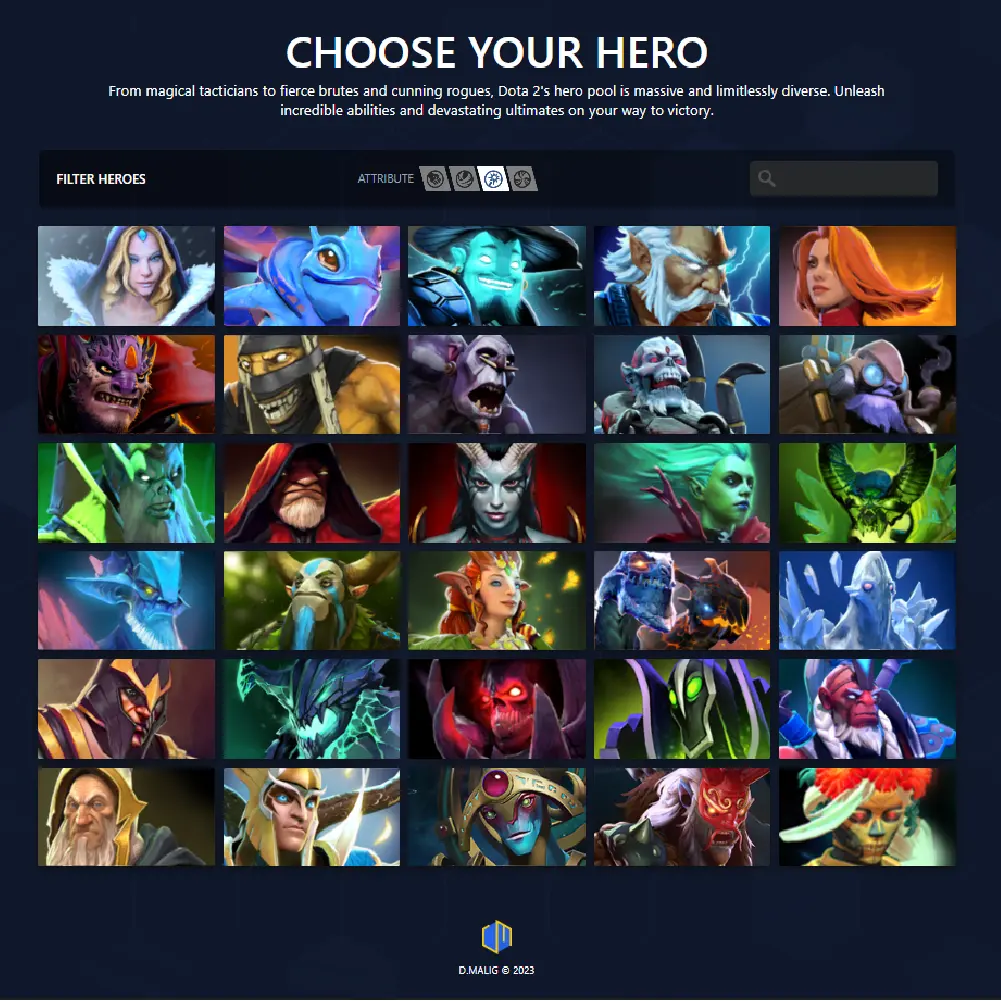 CHOOSE YOUR HERO
From magical tacticians to fierce brutes and cunning rogues, Dota 2's hero pool is massive and limitlessly diverse. Unleash
incredible abilities and devastating ultimates on your way to victory.
FILTER HEROES
ATTRIBUTE
D.MALIG © 2023